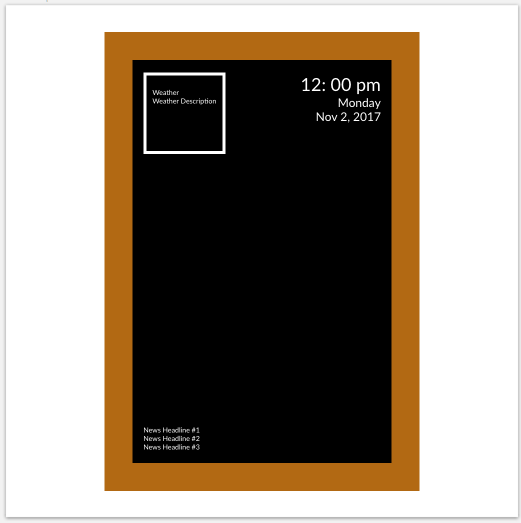 Weather
Weather Description
12: 00 pm
Monday
Nov 2, 2017
News Headline #1
News Headline #2
News Headline #3